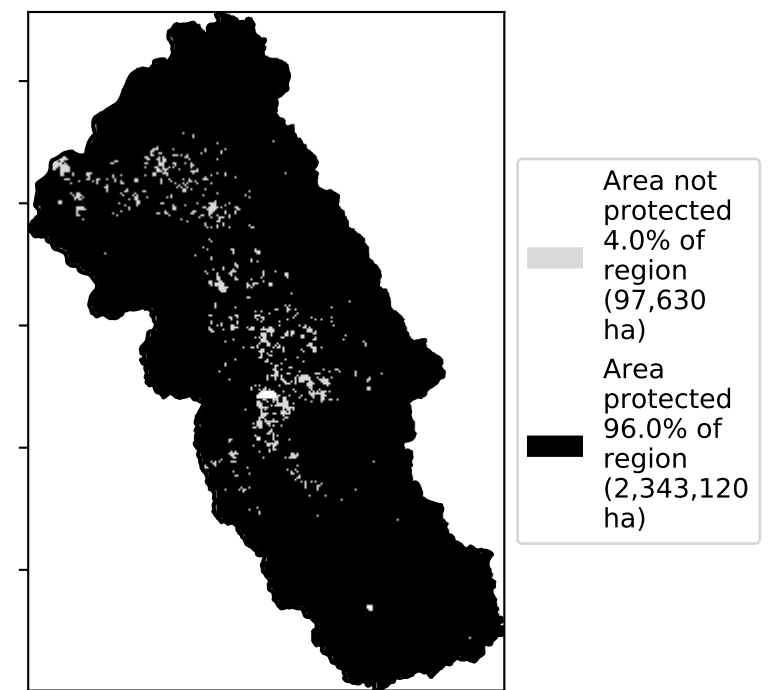 Area not
protected
4.0% of
region
(97,630
ha)
Area
protected
96.0% of
region
(2,343,120
ha)